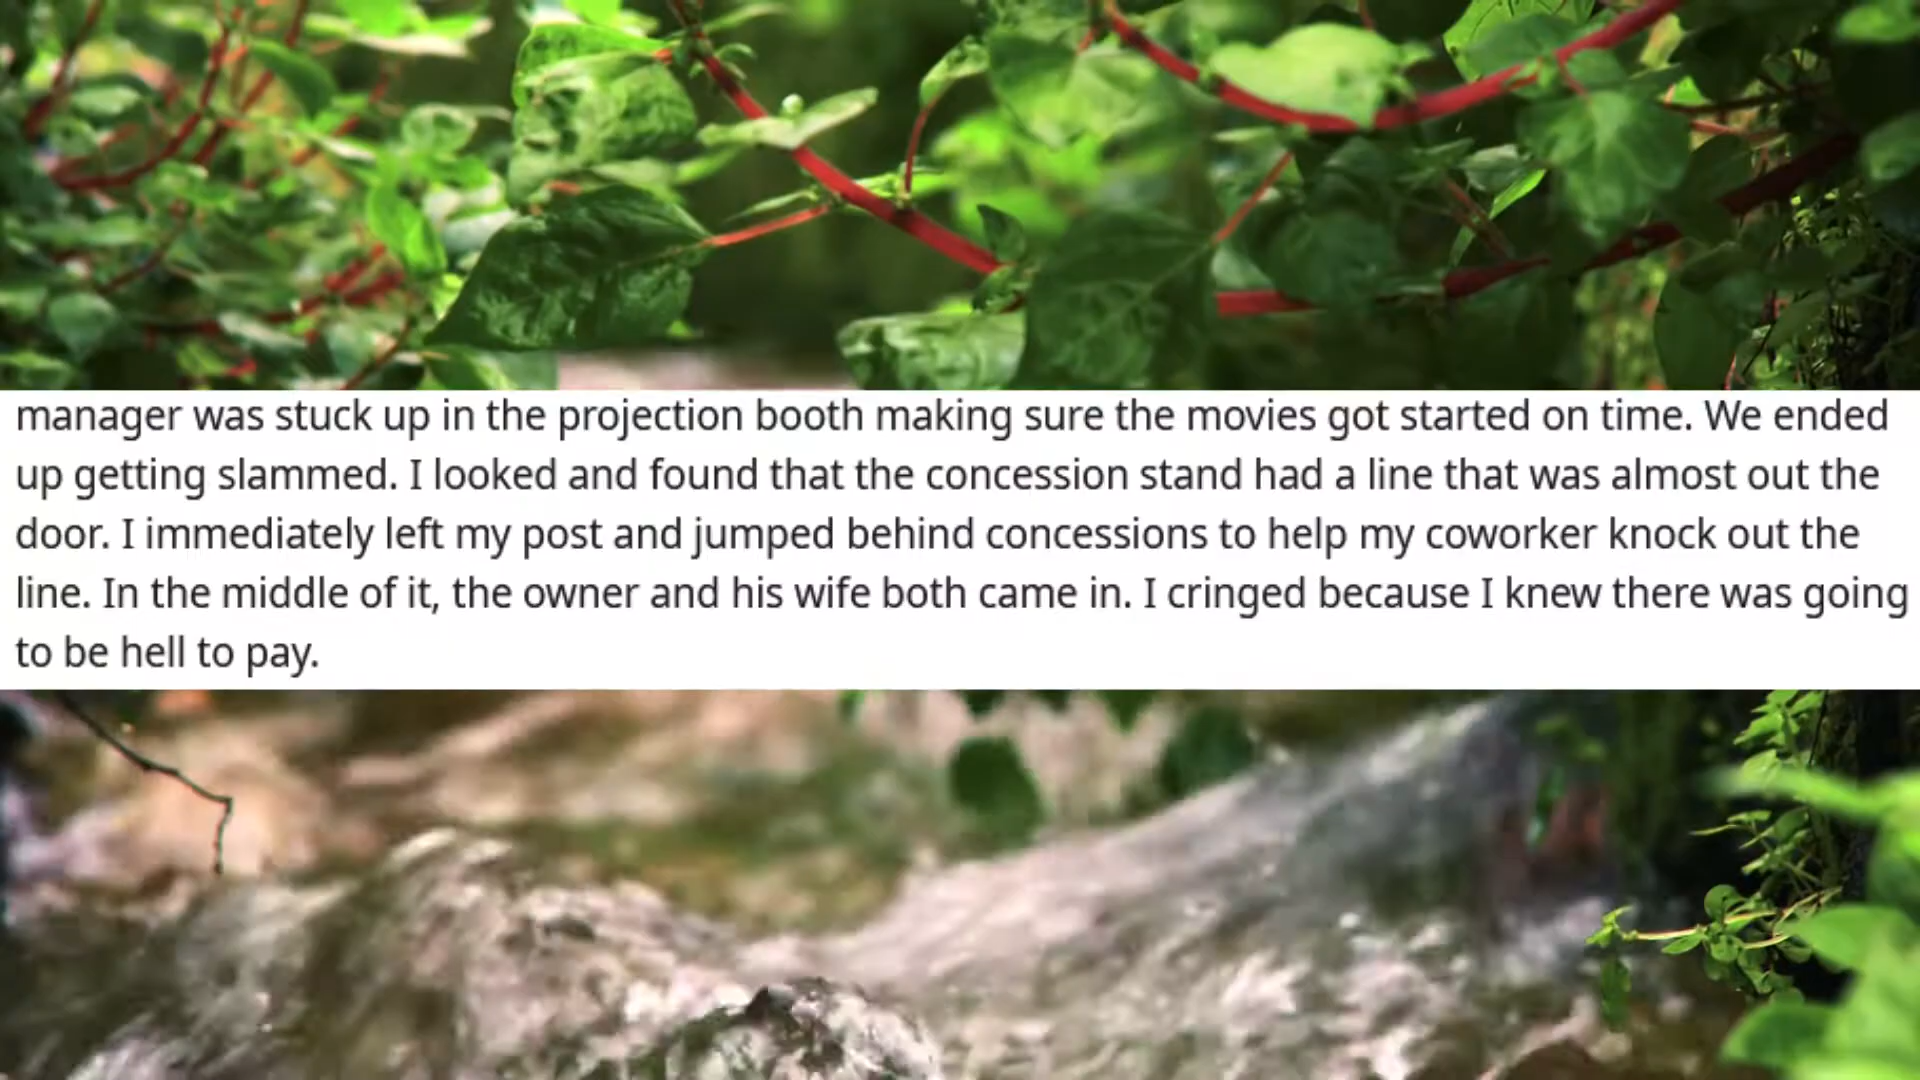 manager was stuck up in the projection booth making sure the movies got started on time. We ended
up getting slammed. I looked and found that the concession stand had a line that was almost out the
door. I immediately left my post and jumped behind concessions to help my coworker knock out the
line. In the middle of it, the owner and his wife both came in. I cringed because I knew there was going
to be hell to pay.